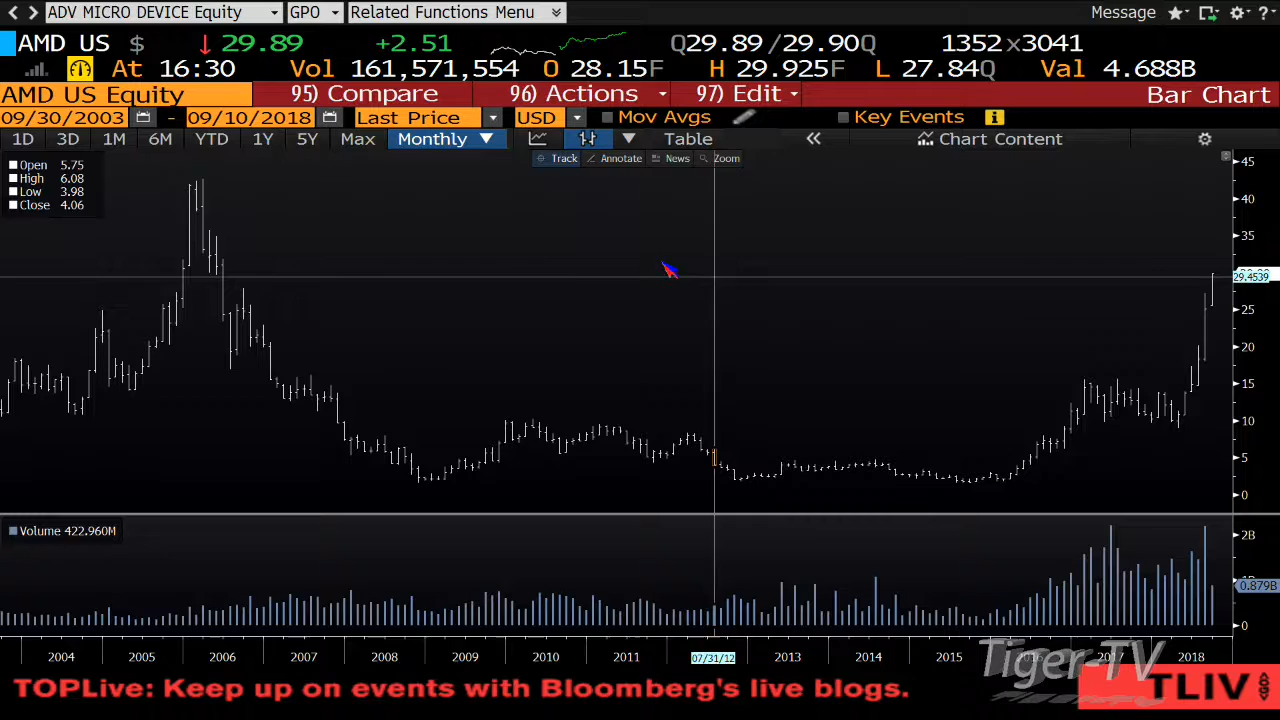 ADV MICRO DEVICE Equity GPO Related Functions Menu Message ?
AMD US $ ↓ 29.89 +2.51 Q29.89/29.90Q 1352x3041
At 16:30 Vol 161,571,554 O 28.15F H 29.925F L 27.84Q Val 4.688B
AMD US Equity 95) Compare 96) Actions 97) Edit Bar Chart
09/30/2003 - 09/10/2018 Last Price USD Mov Avgs Key Events i
1D 3D 1M 6M YTD 1Y 5Y Max Monthly ▼ Table « Chart Content
Track Annotate News Zoom
Open 5.75
High 6.08
Low 3.98
Close 4.06
45
40
35
29.4539
25
20
15
10
5
0
Volume 422.960M
2B
0.879B
0
2004 2005 2006 2007 2008 2009 2010 2011 07/31/12 2013 2014 2015 2016 2017 2018
Tiger-TV
TOPLive: Keep up on events with Bloomberg's live blogs.
TLIV